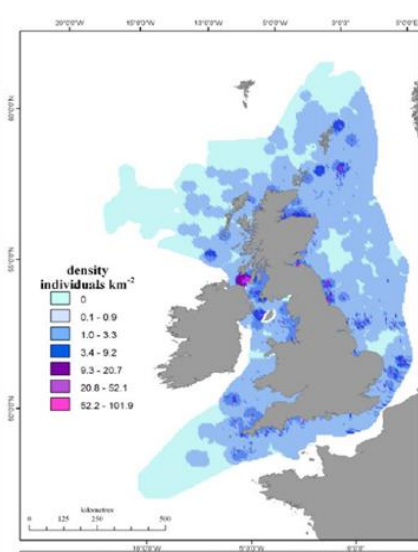 20°0'0"W 15°0'0"W 10°0'0"W 5°0'0"W 0°0'0"
60°0'0"N
55°0'0"N
density
individuals km-2
0
0.1 - 0.9
1.0 - 3.3
3.4 - 9.2
9.3 - 20.7
20.8 - 52.1
52.2 - 101.9
50°0'0"N
kilometres
0 125 250 500
10°0'0"W 5°0'0"W 0°0'0"